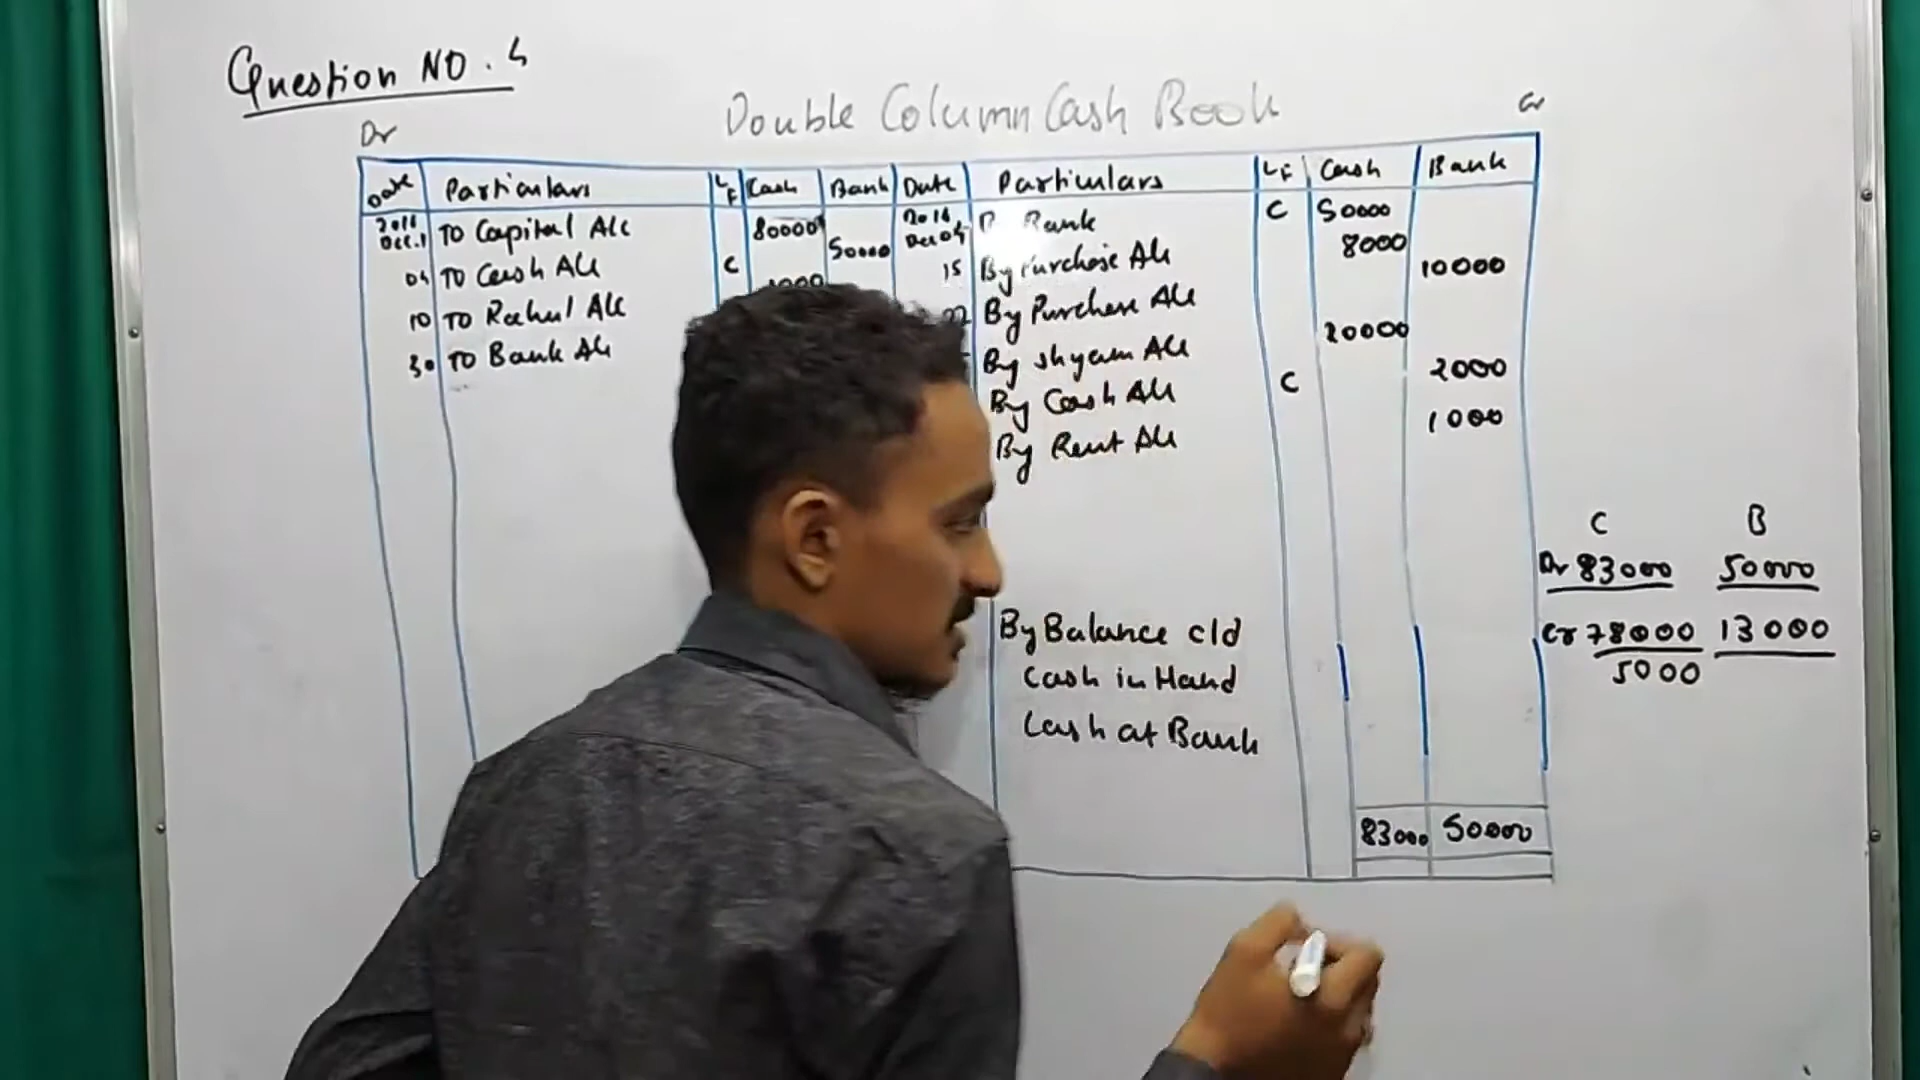 Question NO. 4
Double Column Cash Book
Dr
Cr
Date Particulars LF Cash Bank Date Particulars LF Cash Bank
2016 Dec.1 TO Capital A/c 80000 2016 Dec 04 Bank C 50000
04 TO Cash A/c C 50000 15 By Purchase A/c 8000
10 TO Rahul A/c 22 By Purchase A/c 10000
30 TO Bank A/c By Shyam A/c 20000
By Cash A/c C 2000
By Rent A/c 1000
By Balance c/d
Cash in Hand
Cash at Bank
83000 50000
C B
Dr 83000 50000
Cr 78000 13000
5000